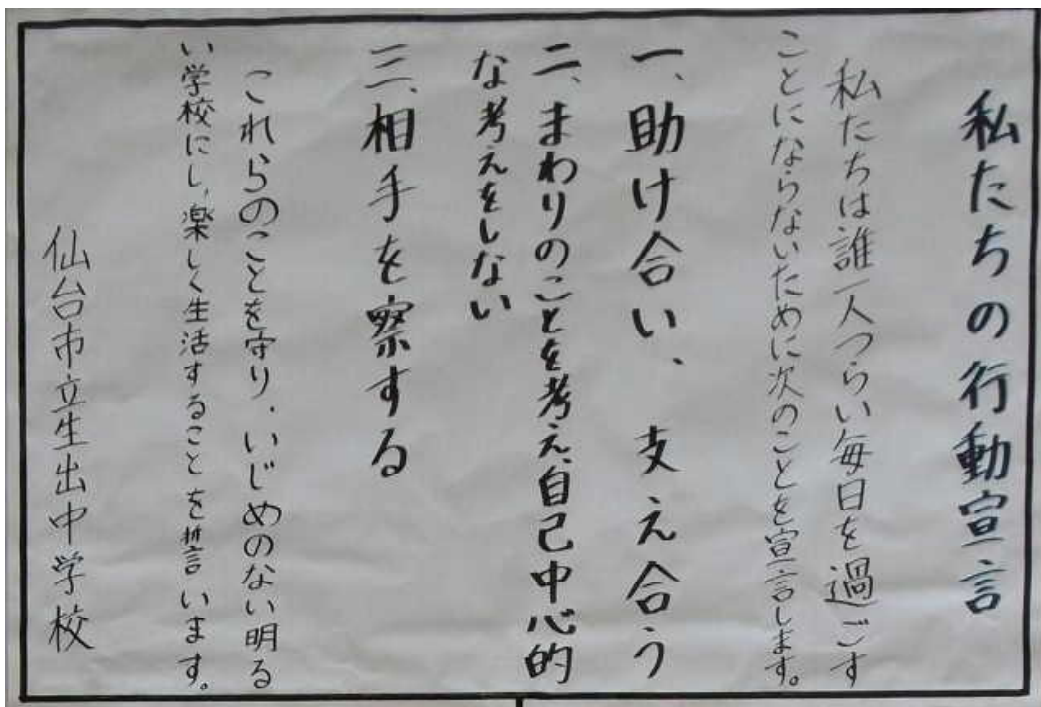 私たちの行動宣言
私たちは誰一人つらい毎日を過ごす
ことにならないために次のことを宣言します。
一、助け合い、支え合う
二、まわりのことを考え、自己中心的
な考えをしない
三、相手を察する
これらのことを守り、いじめのない明る
い学校にし、楽しく生活することを誓います。
仙台市立生出中学校